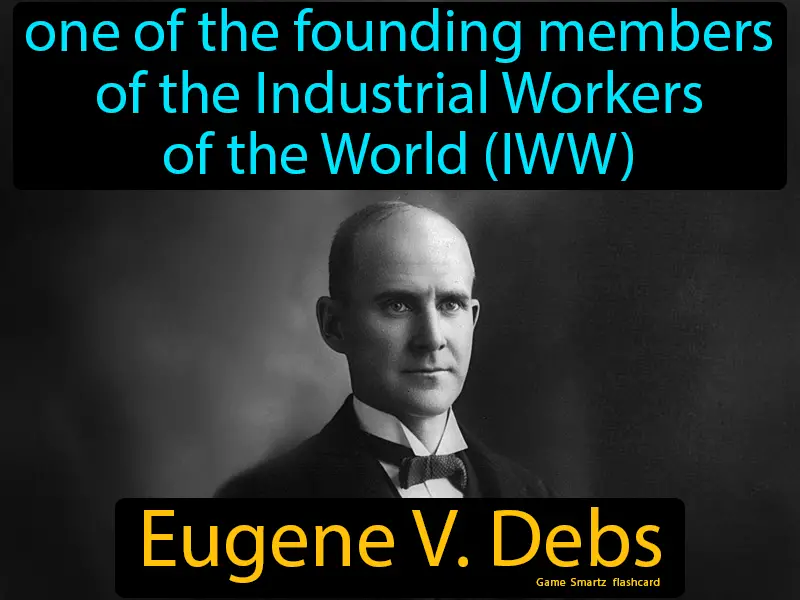 one of the founding members
of the Industrial Workers
of the World (IWW)
Eugene V. Debs
Game Smartz flashcard